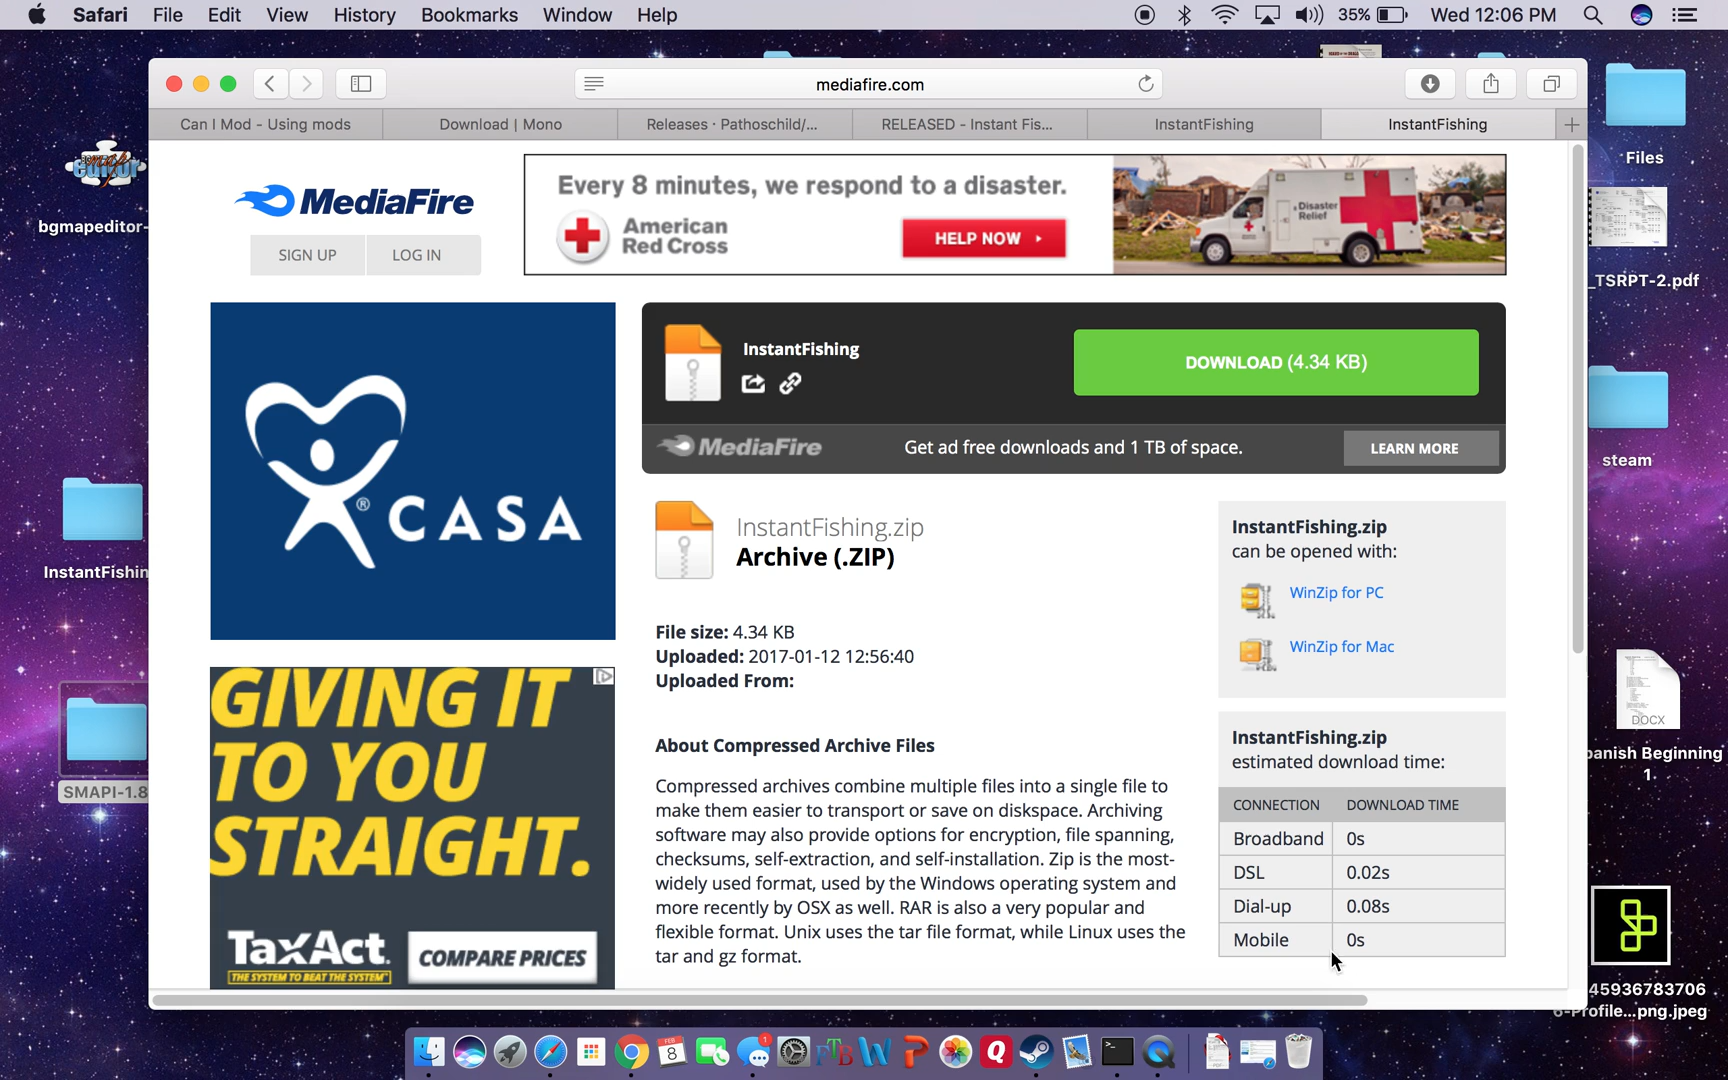 Safari File Edit View History Bookmarks Window Help 35% Wed 12:06 PM
mediafire.com
Can I Mod - Using mods Download | Mono Releases · Pathoschild/... RELEASED - Instant Fis... InstantFishing InstantFishing
MediaFire
SIGN UP LOG IN
Every 8 minutes, we respond to a disaster.
American
Red Cross
HELP NOW
Disaster
Relief
CASA
®
InstantFishing
DOWNLOAD (4.34 KB)
MediaFire Get ad free downloads and 1 TB of space. LEARN MORE
InstantFishing.zip
Archive (.ZIP)
File size: 4.34 KB
Uploaded: 2017-01-12 12:56:40
Uploaded From:
About Compressed Archive Files
Compressed archives combine multiple files into a single file to
make them easier to transport or save on diskspace. Archiving
software may also provide options for encryption, file spanning,
checksums, self-extraction, and self-installation. Zip is the most-
widely used format, used by the Windows operating system and
more recently by OSX as well. RAR is also a very popular and
flexible format. Unix uses the tar file format, while Linux uses the
tar and gz format.
InstantFishing.zip
can be opened with:
WinZip for PC
WinZip for Mac
InstantFishing.zip
estimated download time:
CONNECTION DOWNLOAD TIME
Broadband 0s
DSL 0.02s
Dial-up 0.08s
Mobile 0s
GIVING IT
TO YOU
STRAIGHT.
TaxAct.
THE SYSTEM TO BEAT THE SYSTEM™
COMPARE PRICES
editor
bgmapeditor-
InstantFishin
SMAPI-1.8
Files
_TSRPT-2.pdf
steam
DOCX
panish Beginning
1
45936783706
6-Profile...png.jpeg
FEB
8
1
FTB
W
P
Q
PDF